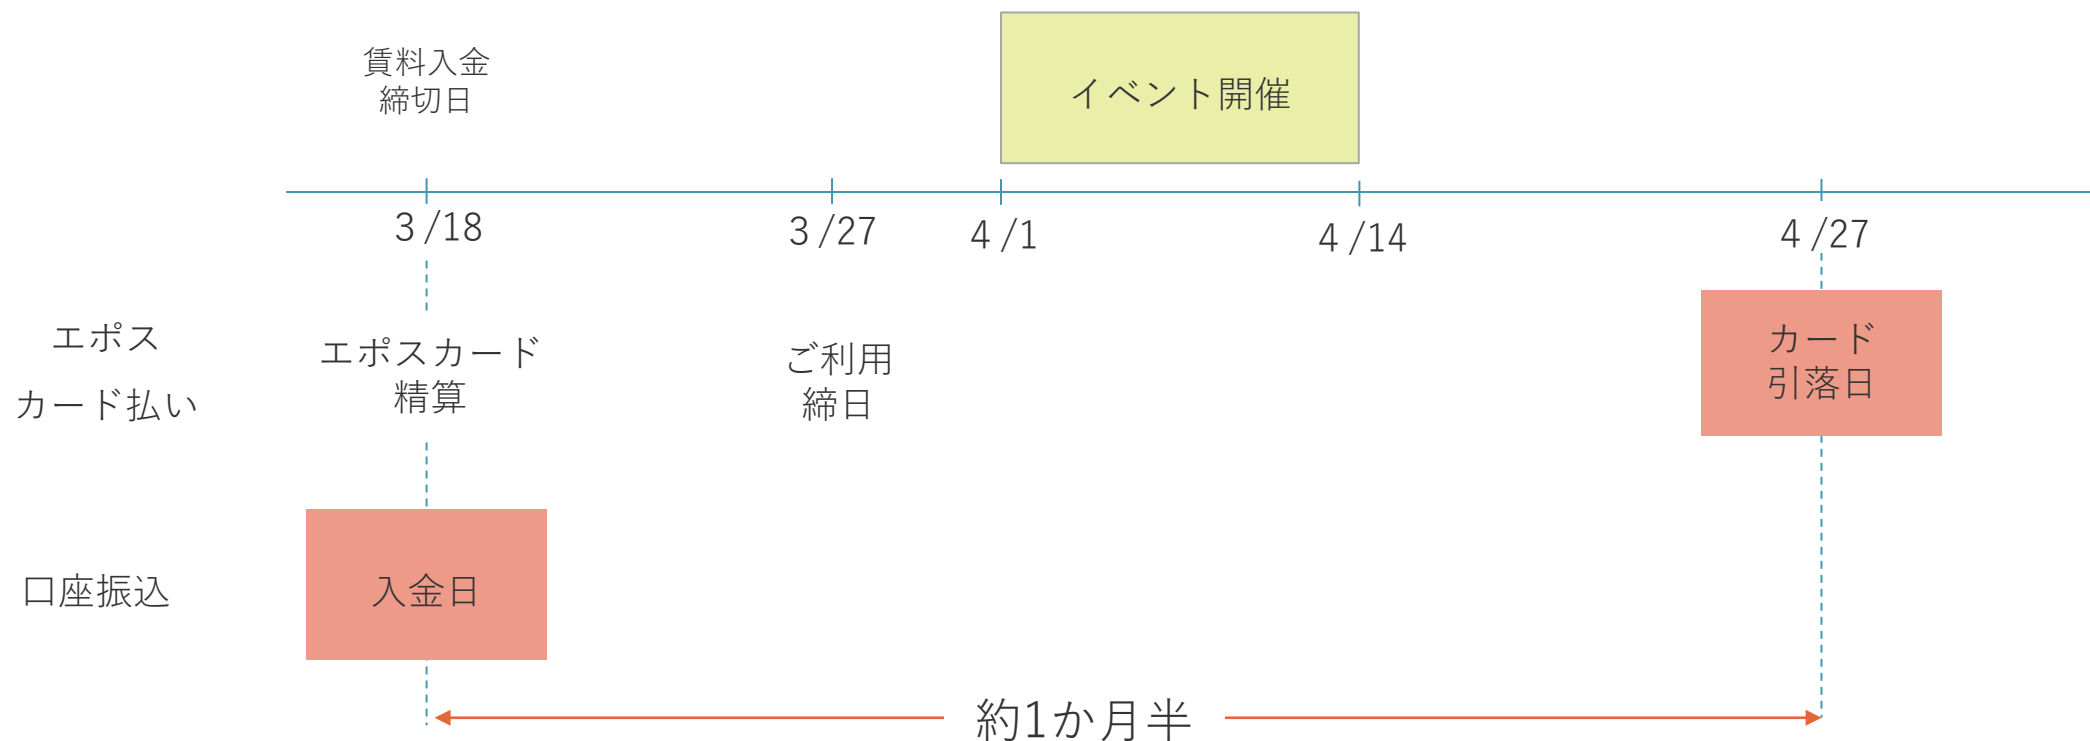 賃料入金
締切日
イベント開催
3/18
3/27
4/1
4/14
4/27
エポス
カード払い
エポスカード
精算
ご利用
締日
カード
引落日
口座振込
入金日
約1か月半